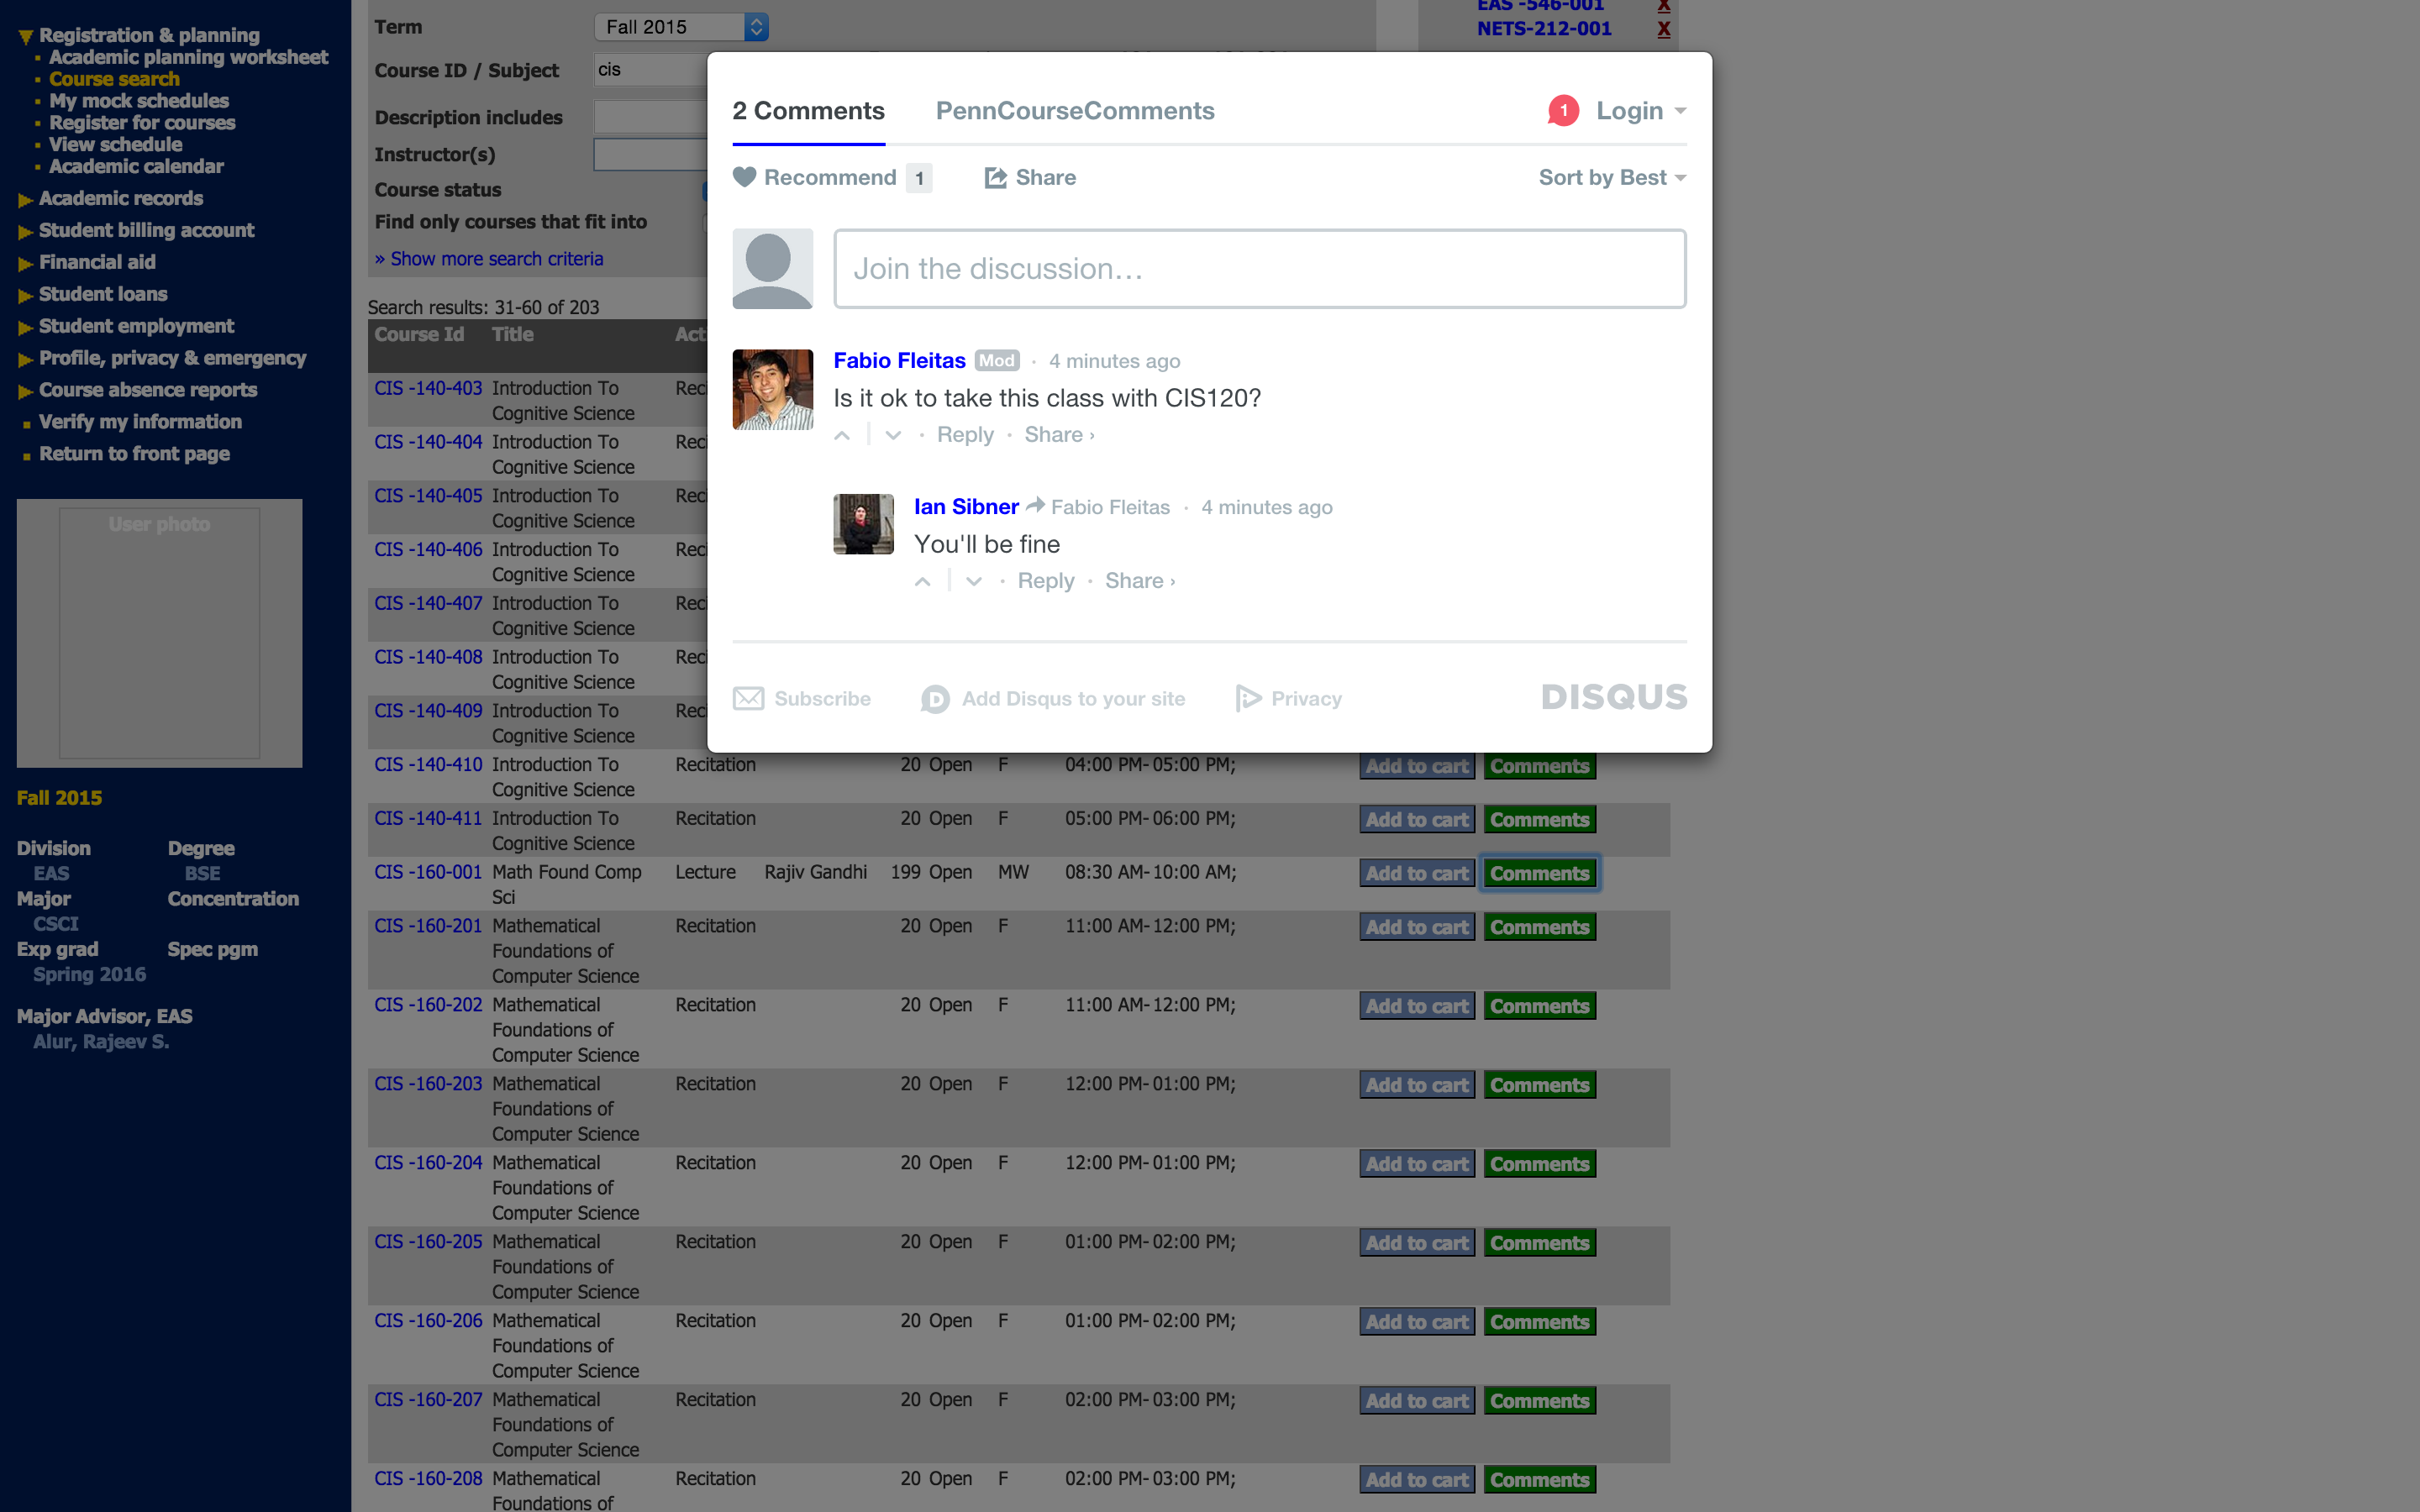 Registration & planning
Academic planning worksheet
Course search
My mock schedules
Register for courses
View schedule
Academic calendar
Academic records
Student billing account
Financial aid
Student loans
Student employment
Profile, privacy & emergency
Course absence reports
Verify my information
Return to front page
User photo
Fall 2015
Division Degree
EAS BSE
Major Concentration
CSCI
Exp grad Spec pgm
Spring 2016
Major Advisor, EAS
Alur, Rajeev S.
Term Fall 2015
Course ID / Subject cis
Description includes
Instructor(s)
Course status
Find only courses that fit into
» Show more search criteria
EAS -546-001 X
NETS-212-001 X
2 Comments PennCourseComments 1 Login
Recommend 1 Share Sort by Best
Join the discussion...
Fabio Fleitas Mod · 4 minutes ago
Is it ok to take this class with CIS120?
· Reply · Share ›
Ian Sibner Fabio Fleitas · 4 minutes ago
You'll be fine
· Reply · Share ›
Subscribe D Add Disqus to your site Privacy DISQUS
Search results: 31-60 of 203
Course Id Title Act
CIS -140-403 Introduction To Reci
Cognitive Science
CIS -140-404 Introduction To Reci
Cognitive Science
CIS -140-405 Introduction To Reci
Cognitive Science
CIS -140-406 Introduction To Reci
Cognitive Science
CIS -140-407 Introduction To Reci
Cognitive Science
CIS -140-408 Introduction To Reci
Cognitive Science
CIS -140-409 Introduction To Reci
Cognitive Science
CIS -140-410 Introduction To Recitation 20 Open F 04:00 PM- 05:00 PM; Add to cart Comments
Cognitive Science
CIS -140-411 Introduction To Recitation 20 Open F 05:00 PM- 06:00 PM; Add to cart Comments
Cognitive Science
CIS -160-001 Math Found Comp Lecture Rajiv Gandhi 199 Open MW 08:30 AM- 10:00 AM; Add to cart Comments
Sci
CIS -160-201 Mathematical Recitation 20 Open F 11:00 AM- 12:00 PM; Add to cart Comments
Foundations of
Computer Science
CIS -160-202 Mathematical Recitation 20 Open F 11:00 AM- 12:00 PM; Add to cart Comments
Foundations of
Computer Science
CIS -160-203 Mathematical Recitation 20 Open F 12:00 PM- 01:00 PM; Add to cart Comments
Foundations of
Computer Science
CIS -160-204 Mathematical Recitation 20 Open F 12:00 PM- 01:00 PM; Add to cart Comments
Foundations of
Computer Science
CIS -160-205 Mathematical Recitation 20 Open F 01:00 PM- 02:00 PM; Add to cart Comments
Foundations of
Computer Science
CIS -160-206 Mathematical Recitation 20 Open F 01:00 PM- 02:00 PM; Add to cart Comments
Foundations of
Computer Science
CIS -160-207 Mathematical Recitation 20 Open F 02:00 PM- 03:00 PM; Add to cart Comments
Foundations of
Computer Science
CIS -160-208 Mathematical Recitation 20 Open F 02:00 PM- 03:00 PM; Add to cart Comments
Foundations of